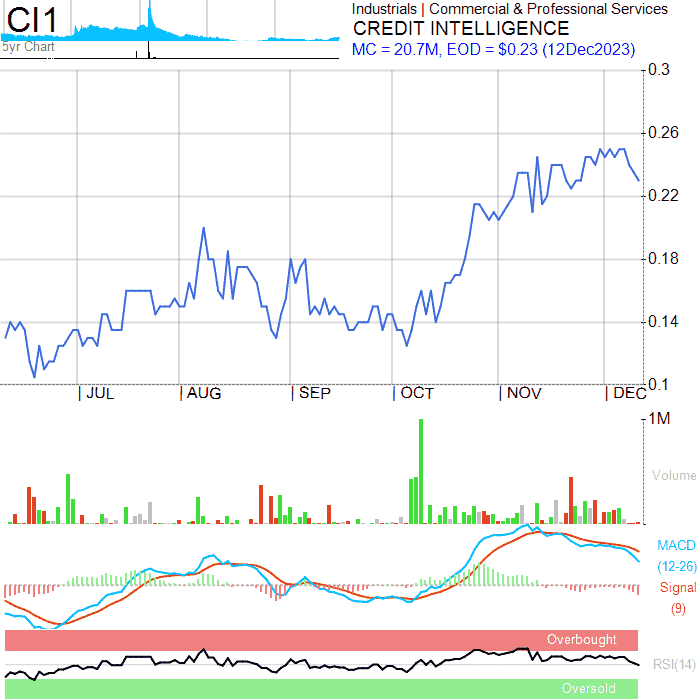 CI1
5yr Chart
Industrials | Commercial & Professional Services
CREDIT INTELLIGENCE
MC = 20.7M, EOD = $0.23 (12Dec2023)
0.3
0.26
0.22
0.18
0.14
0.1
| JUL | AUG | SEP | OCT | NOV | DEC
1M
Volume
MACD
(12-26)
Signal
(9)
Overbought
RSI(14)
Oversold